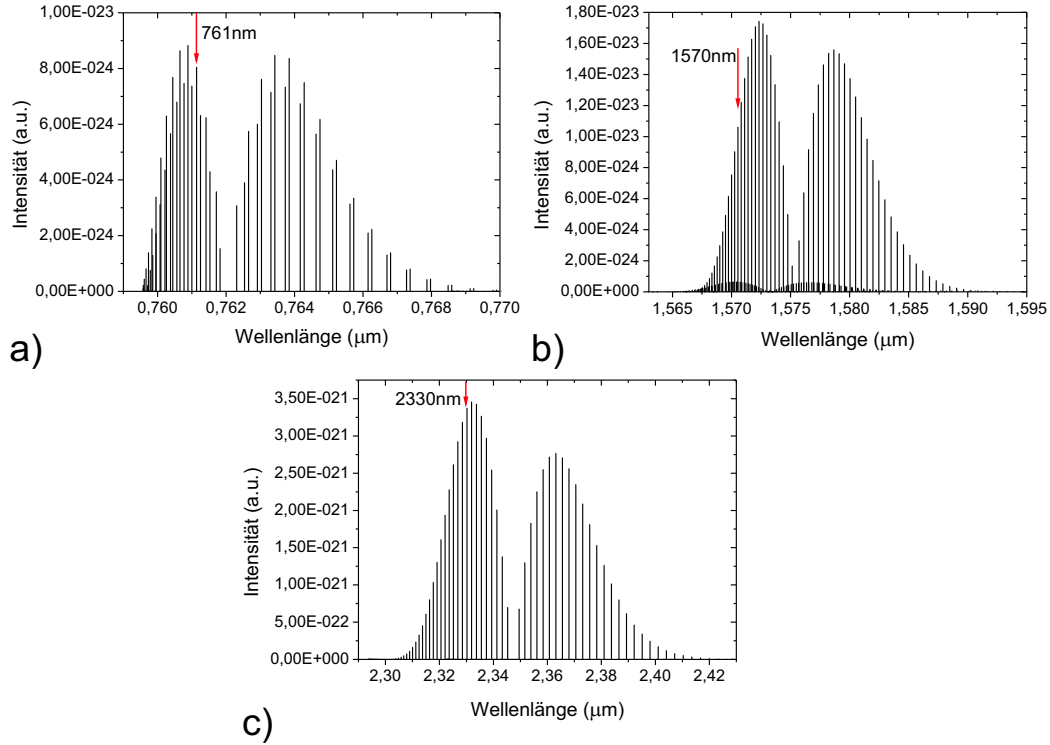 1,00E-023
8,00E-024
6,00E-024
4,00E-024
2,00E-024
0,00E+000
Intensität (a.u.)
761nm
0,760 0,762 0,764 0,766 0,768 0,770
Wellenlänge (µm)
a)
1,80E-023
1,60E-023
1,40E-023
1,20E-023
1,00E-023
8,00E-024
6,00E-024
4,00E-024
2,00E-024
0,00E+000
Intensität (a.u.)
1570nm
1,565 1,570 1,575 1,580 1,585 1,590 1,595
Wellenlänge (µm)
b)
3,50E-021
3,00E-021
2,50E-021
2,00E-021
1,50E-021
1,00E-021
5,00E-022
0,00E+000
Intensität (a.u.)
2330nm
2,30 2,32 2,34 2,36 2,38 2,40 2,42
Wellenlänge (µm)
c)